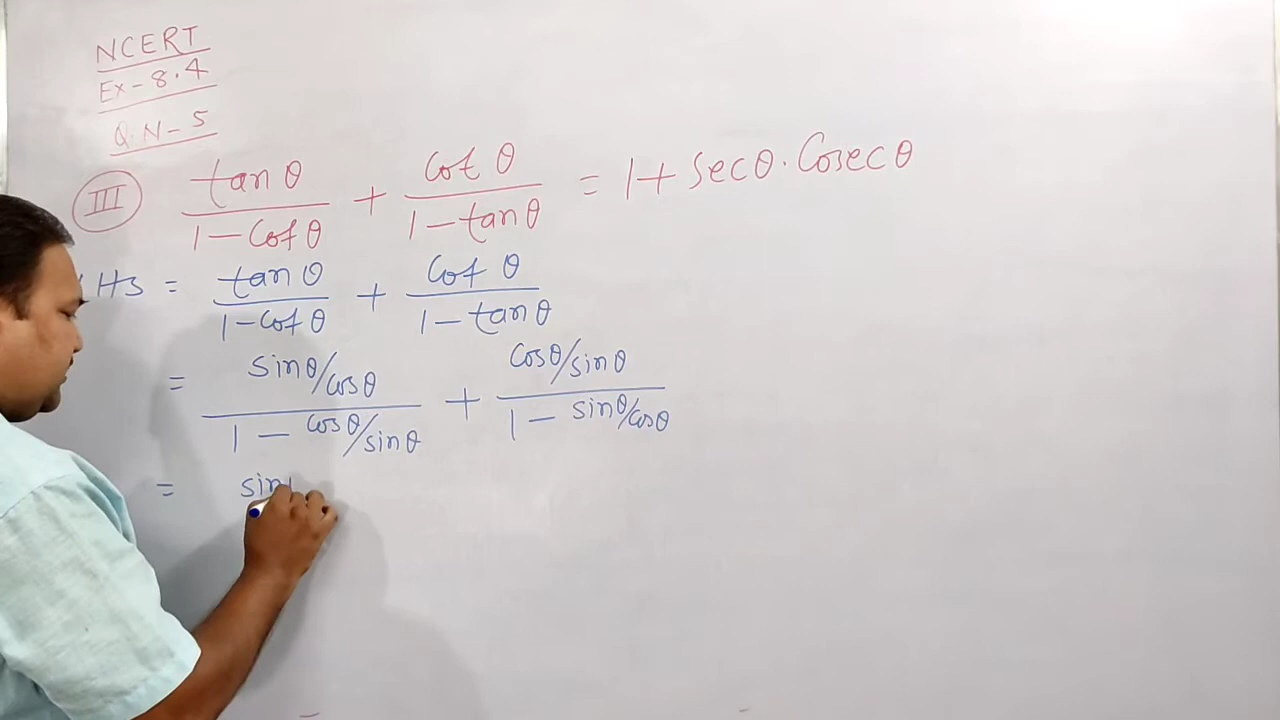 NCERT
Ex-8.4
Q.N-5
III tanθ/1-cotθ + cotθ/1-tanθ = 1+secθ.Cosecθ
LHS = tanθ/1-cotθ + cotθ/1-tanθ
= sinθ/cosθ/1-cosθ/sinθ + cosθ/sinθ/1-sinθ/cosθ
= sin